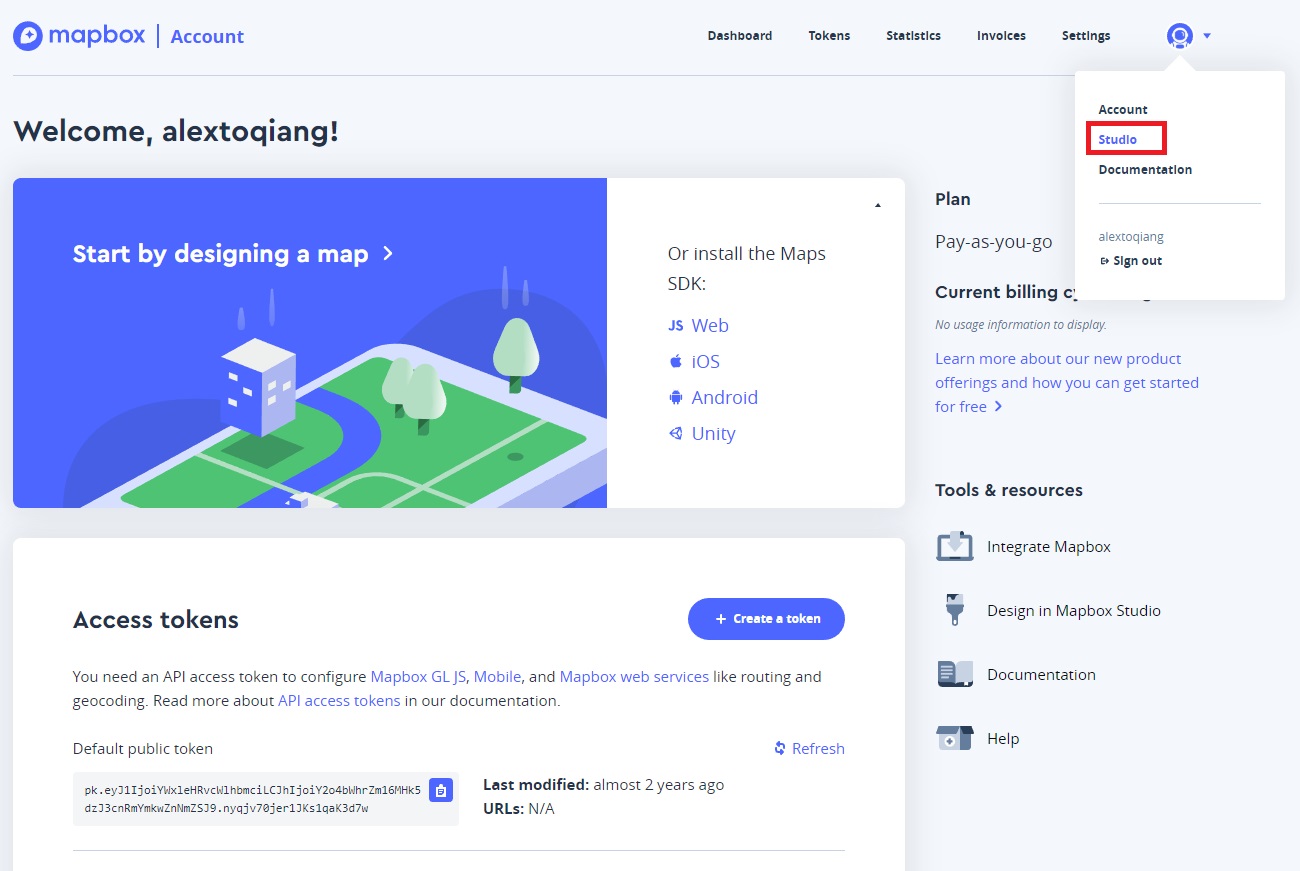 mapbox | Account
Dashboard
Tokens
Statistics
Invoices
Settings
Account
Studio
Documentation
alextoqiang
Sign out
Welcome, alextoqiang!
Start by designing a map
Or install the Maps
SDK:
JS Web
iOS
Android
Unity
Plan
Pay-as-you-go
Current billing
No usage information to display.
Learn more about our new product
offerings and how you can get started
for free
Tools & resources
Integrate Mapbox
Design in Mapbox Studio
Documentation
Help
Access tokens
+ Create a token
You need an API access token to configure Mapbox GL JS, Mobile, and Mapbox web services like routing and
geocoding. Read more about API access tokens in our documentation.
Default public token
Refresh
pk.eyJ1IjoiYWxleHRvcWlhbmciLCJhIjoiY2o4bWhrZm16MHk5
dzJ3cnRmYmkwZnNmZSJ9.nyqjv70jer1JKs1qaK3d7w
Last modified: almost 2 years ago
URLs: N/A